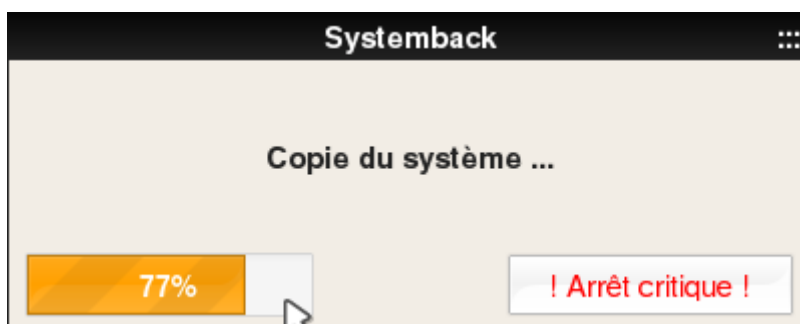 Systemback
Copie du système ...
77%
! Arrêt critique !